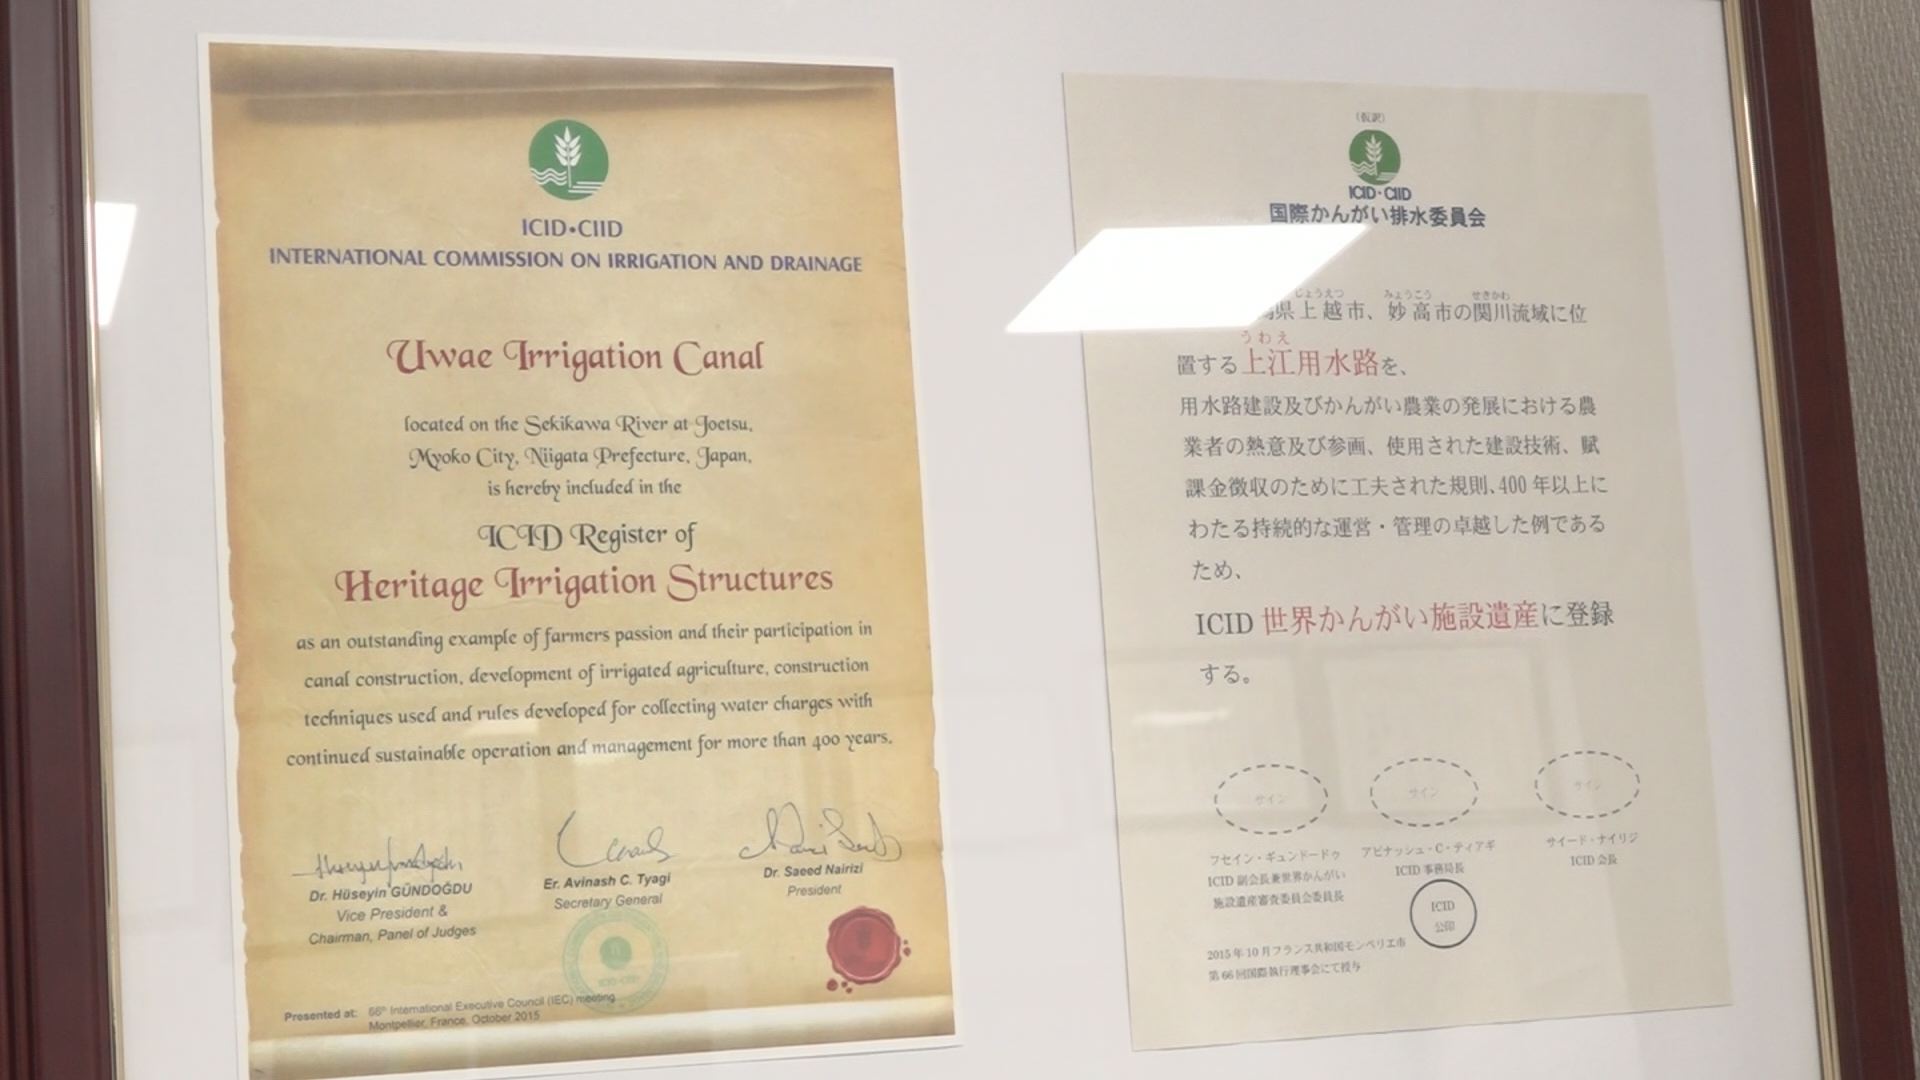 ICID•CIID
INTERNATIONAL COMMISSION ON IRRIGATION AND DRAINAGE
Uwae Irrigation Canal
located on the Sekikawa River at Joetsu,
Myoko City, Niigata Prefecture, Japan,
is hereby included in the
ICID Register of
Heritage Irrigation Structures
as an outstanding example of farmers passion and their participation in
canal construction, development of irrigated agriculture, construction
techniques used and rules developed for collecting water charges with
continued sustainable operation and management for more than 400 years.
Dr. Hüseyin GÜNDOĞDU
Vice President &
Chairman, Panel of Judges
Er. Avinash C. Tyagi
Secretary General
Dr. Saeed Nairizi
President
Presented at: 66th International Executive Council (IEC) meeting
Montpellier, France, October 2015
(仮訳)
ICID・CIID
国際かんがい排水委員会
じょうえつ みょうこう せきかわ
県上越市、妙高市の関川流域に位
うわえ
置する上江用水路を、
用水路建設及びかんがい農業の発展における農
業者の熱意及び参画、使用された建設技術、賦
課金徴収のために工夫された規則、400年以上に
わたる持続的な運営・管理の卓越した例である
ため、
ICID 世界かんがい施設遺産に登録
する。
サイン サイン サイン
フセイン・ギュンドードゥ
ICID 副会長兼世界かんがい
施設遺産審査委員会委員長
アビナッシュ・C・ティアギ
ICID 事務局長
サイード・ナイリジ
ICID 会長
ICID
公印
2015年10月フランス共和国モンペリエ市
第66回国際執行理事会にて授与